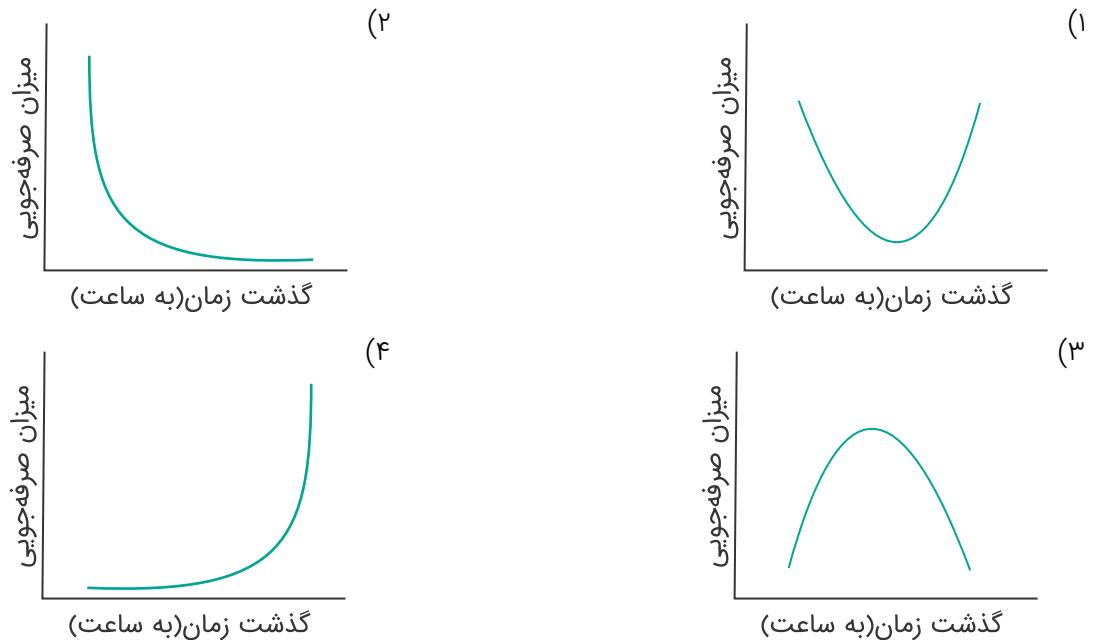 ۱)
میزان صرفه‌جویی
گذشت زمان(به ساعت)
۲)
میزان صرفه‌جویی
گذشت زمان(به ساعت)
۳)
میزان صرفه‌جویی
گذشت زمان(به ساعت)
۴)
میزان صرفه‌جویی
گذشت زمان(به ساعت)